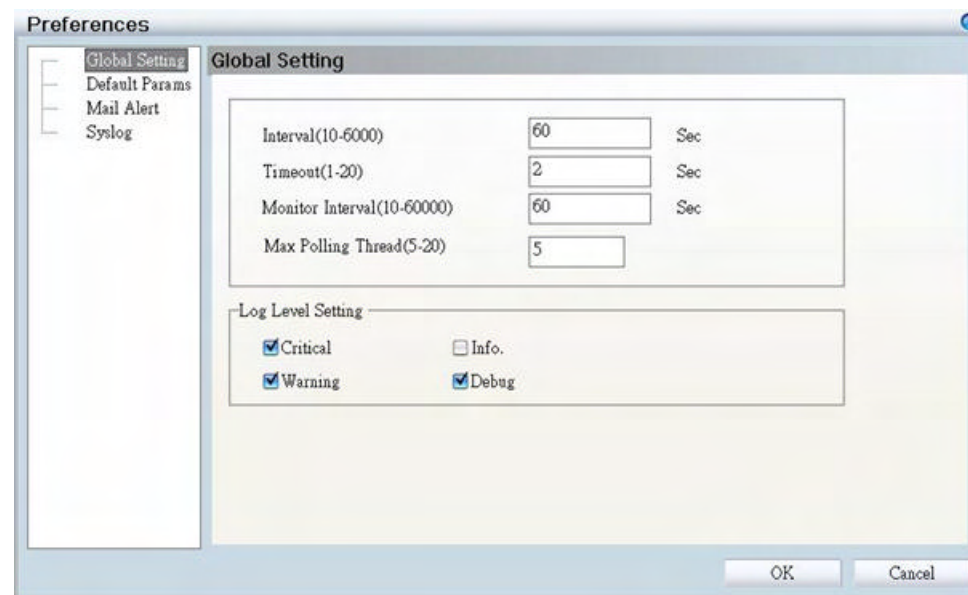 Preferences
Global Setting
Default Params
Mail Alert
Syslog
Global Setting
Interval(10-6000) 60 Sec
Timeout(1-20) 2 Sec
Monitor Interval(10-60000) 60 Sec
Max Polling Thread(5-20) 5
Log Level Setting
Critical Info.
Warning Debug
OK Cancel